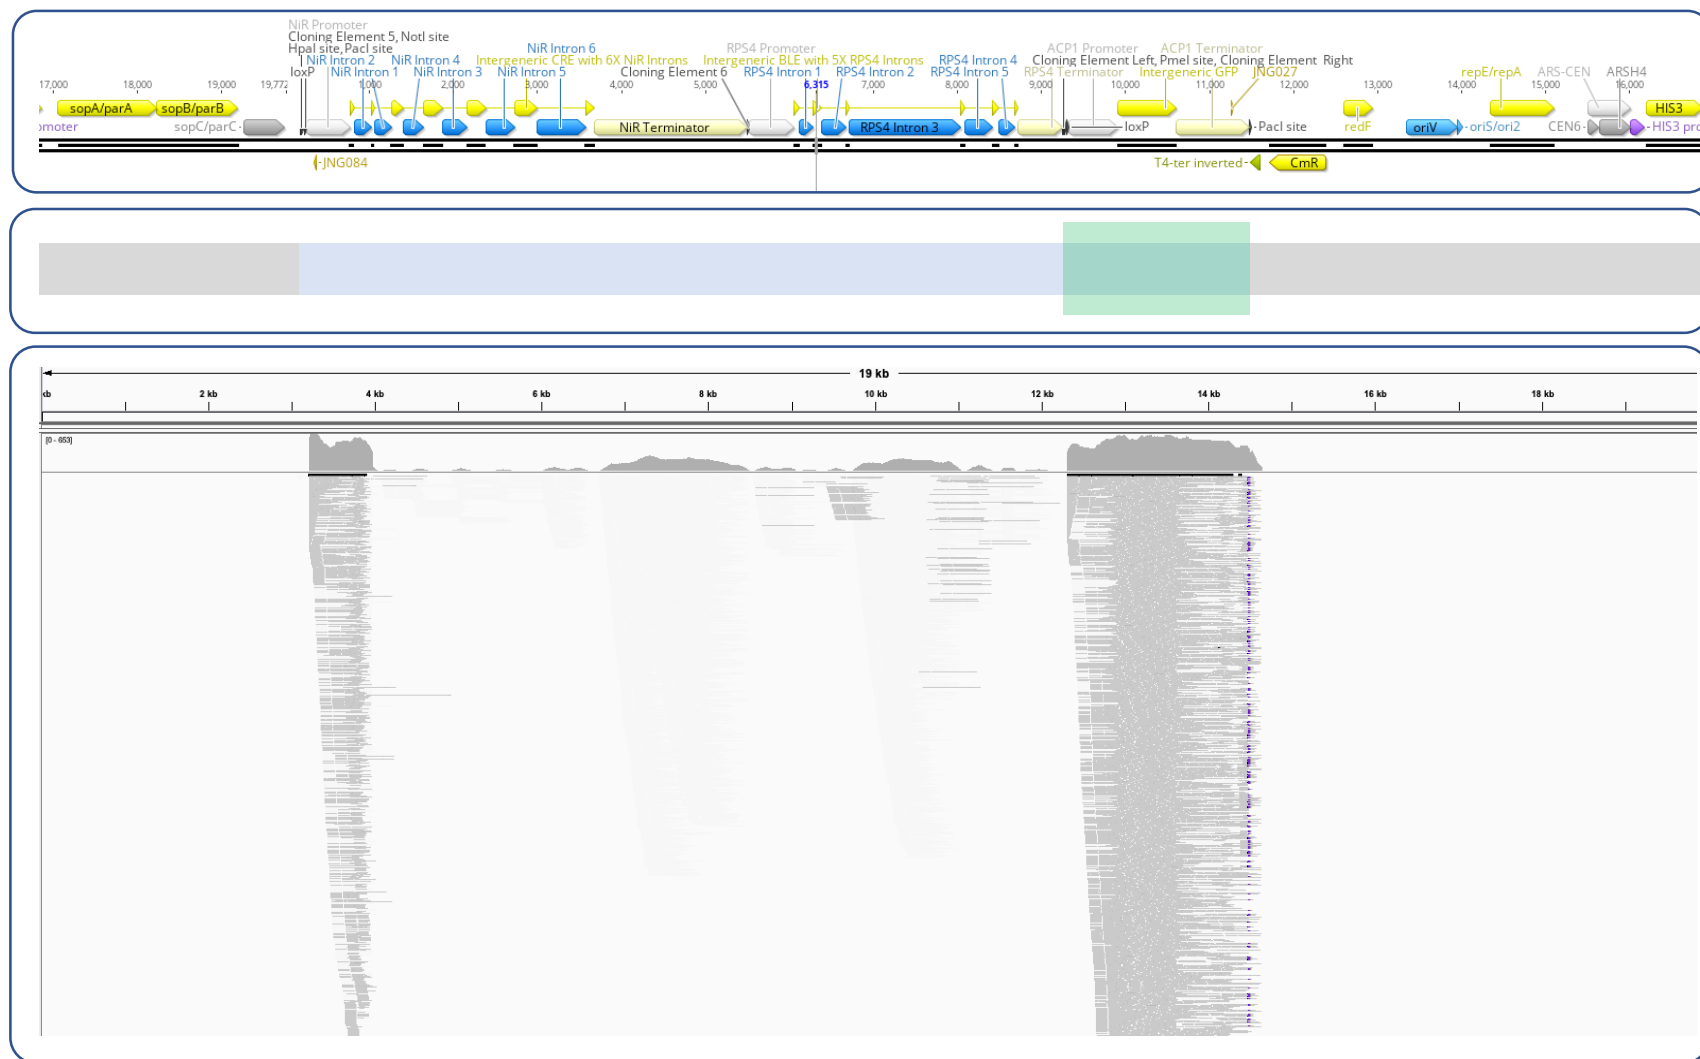 NiR Promoter
Cloning Element 5, NotI site
HpaI site, PacI site
NiR Intron 6
RPS4 Promoter
ACP1 Promoter
ACP1 Terminator
NiR Intron 2
NiR Intron 4
Intergeneric CRE with 6X NiR Introns
Intergeneric BLE with 5X RPS4 Introns
RPS4 Intron 4
Cloning Element Left, PmeI site, Cloning Element Right
loxP
NiR Intron 1
NiR Intron 3
NiR Intron 5
Cloning Element 6
RPS4 Intron 1
RPS4 Intron 2
RPS4 Intron 5
RPS4 Terminator
Intergeneric GFP
JNG027
repE/repA
ARS-CEN
ARSH4
17,000 18,000 19,000 19,772 1,000 2,000 3,000 4,000 5,000 6,315 7,000 8,000 9,000 10,000 11,000 12,000 13,000 14,000 15,000 16,000
sopA/parA sopB/parB HIS3
omoter sopC/parC NiR Terminator RPS4 Intron 3 loxP PacI site redF oriV oriS/ori2 CEN6 HIS3 pro
JNG084 T4-ter inverted CmR
19 kb
kb 2 kb 4 kb 6 kb 8 kb 10 kb 12 kb 14 kb 16 kb 18 kb
[0 - 653]